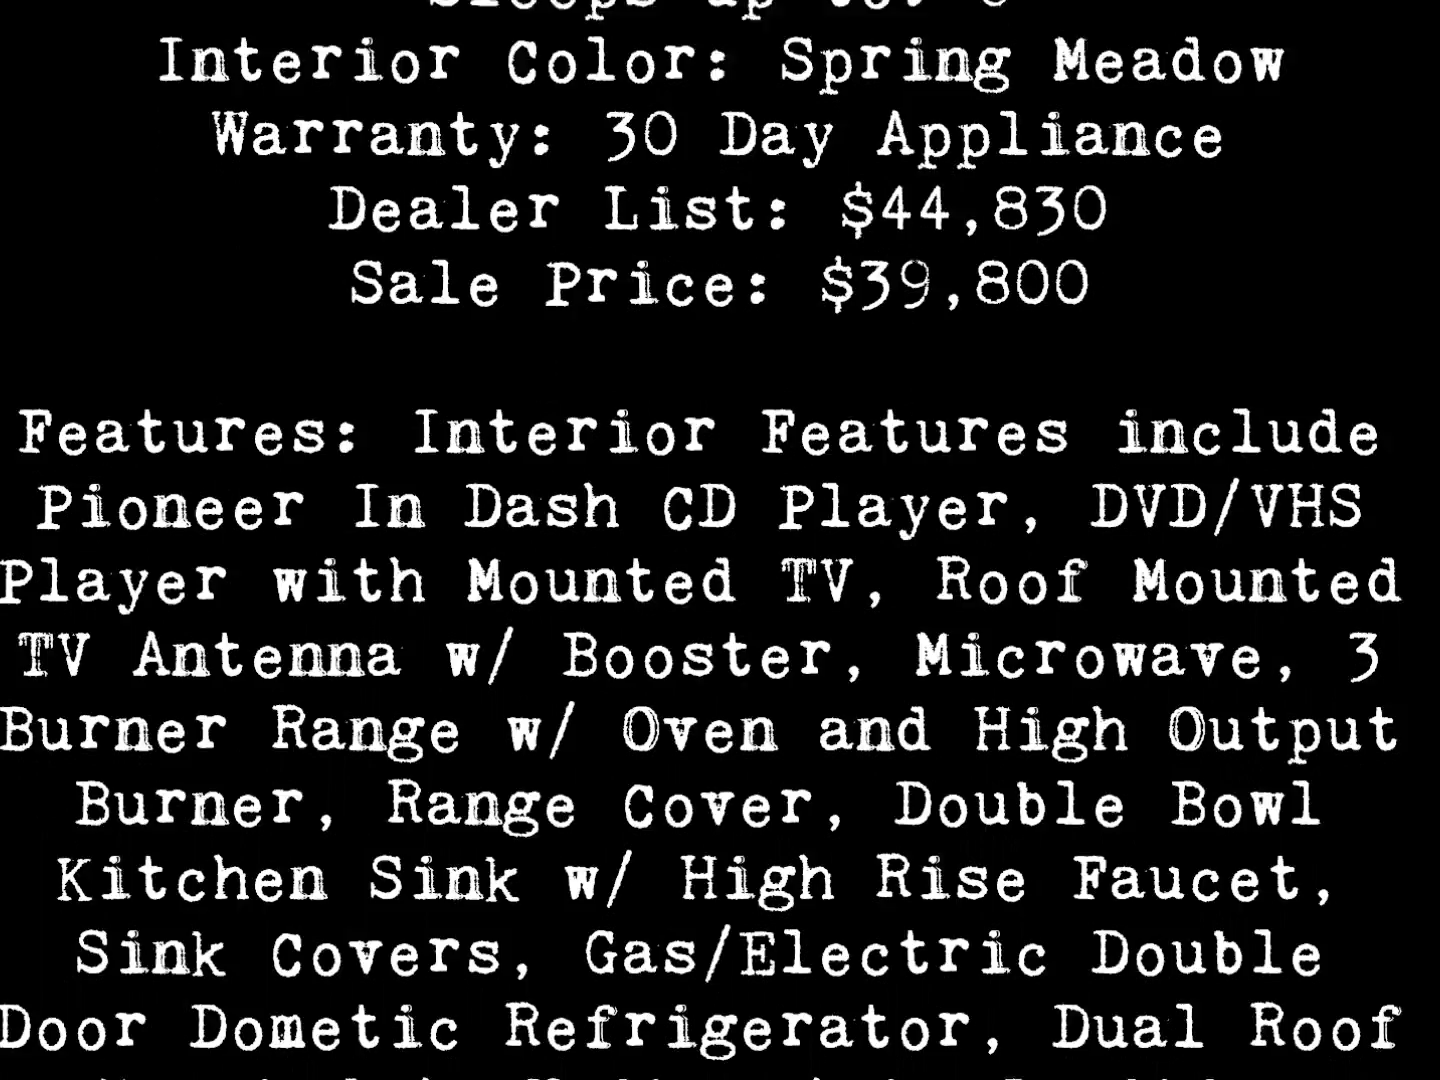 Interior Color: Spring Meadow
Warranty: 30 Day Appliance
Dealer List: $44,830
Sale Price: $39,800
Features: Interior Features include
Pioneer In Dash CD Player, DVD/VHS
Player with Mounted TV, Roof Mounted
TV Antenna w/ Booster, Microwave, 3
Burner Range w/ Oven and High Output
Burner, Range Cover, Double Bowl
Kitchen Sink w/ High Rise Faucet,
Sink Covers, Gas/Electric Double
Door Dometic Refrigerator, Dual Roof